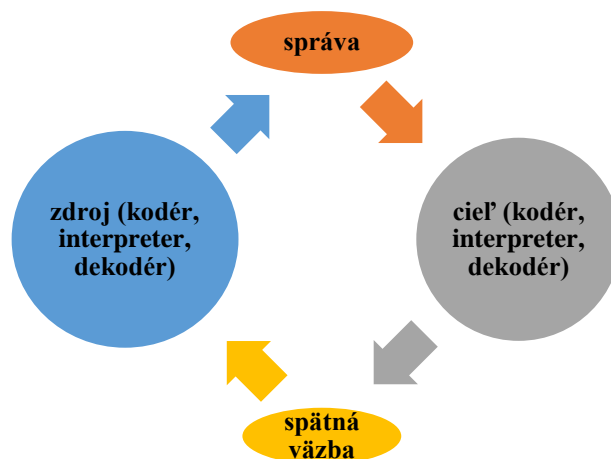 správa
zdroj (kodér,
interpreter,
dekodér)
cieľ (kodér,
interpreter,
dekodér)
spätná
väzba